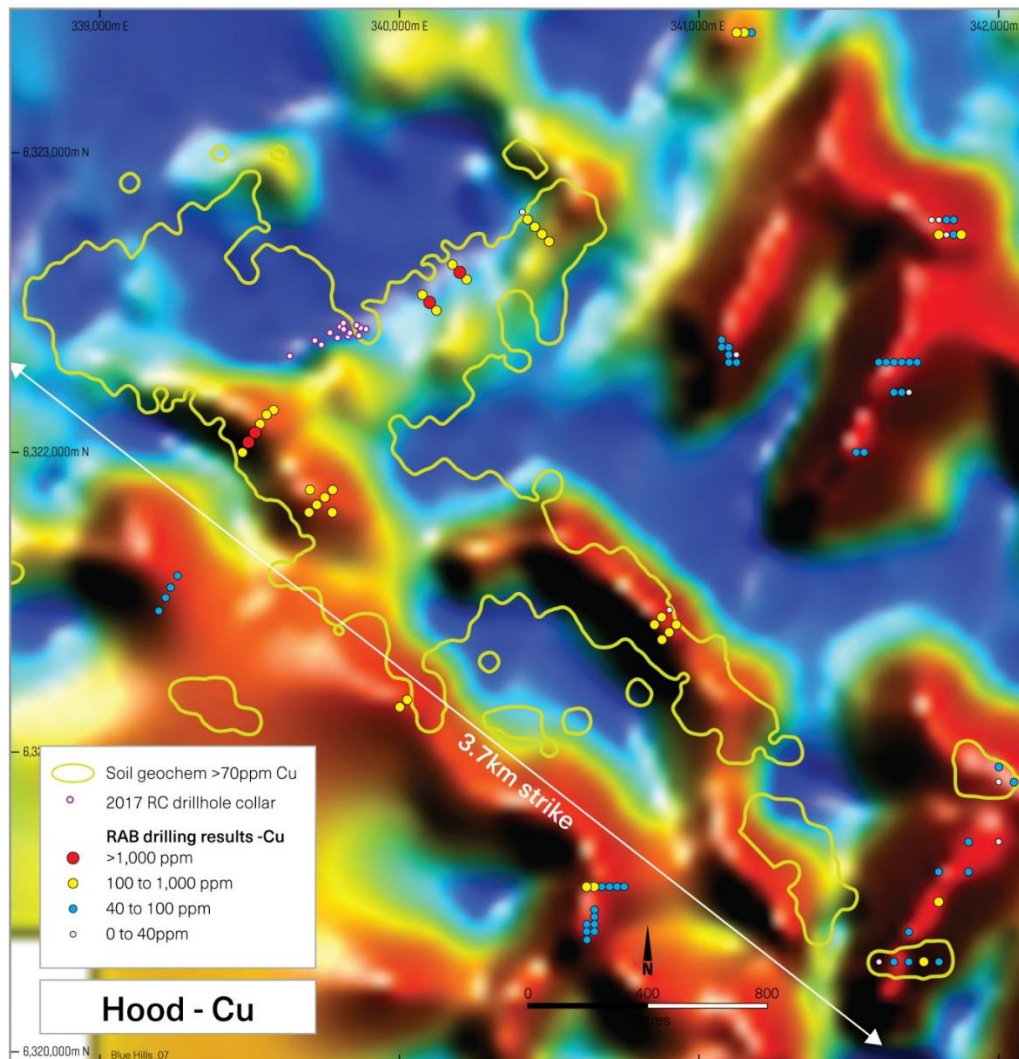 339,000m E
340,000m E
341,000m E
342,000m
6,323,000m N
6,322,000m N
3.7km strike
Soil geochem >70ppm Cu
2017 RC drillhole collar
RAB drilling results -Cu
>1,000 ppm
100 to 1,000 ppm
40 to 100 ppm
0 to 40ppm
N
0 400 800
Metres
Hood - Cu
6,320,000m N
Blue Hills_07